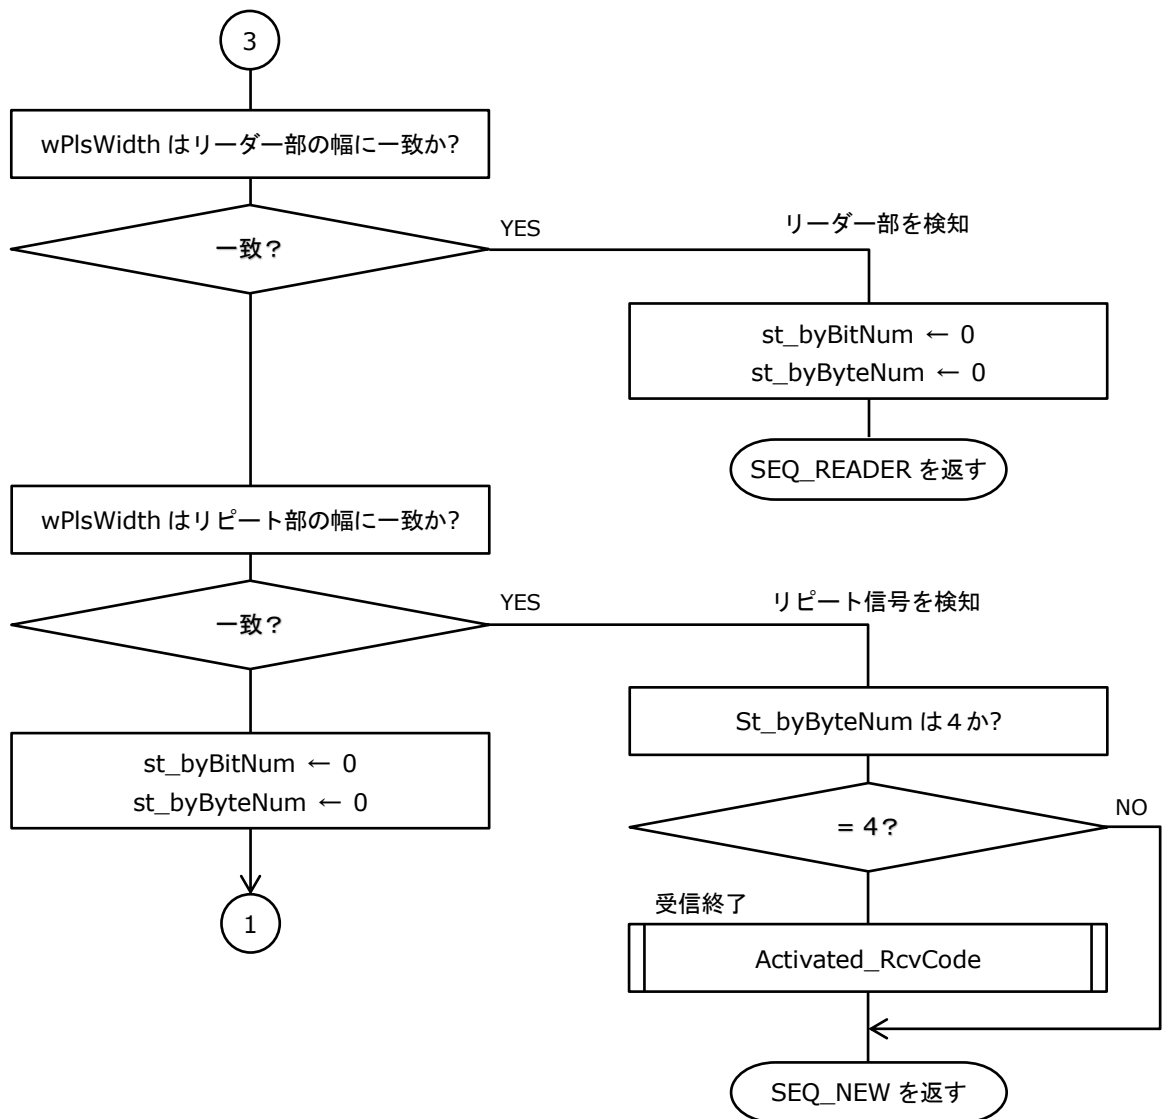 3
wPlsWidth はリーダー部の幅に一致か?
一致？
YES
リーダー部を検知
st_byBitNum ← 0
st_byByteNum ← 0
SEQ_READER を返す
wPlsWidth はリピート部の幅に一致か?
一致？
YES
リピート信号を検知
st_byBitNum ← 0
st_byByteNum ← 0
1
St_byByteNum は４か?
= ４？
NO
受信終了
Activated_RcvCode
SEQ_NEW を返す